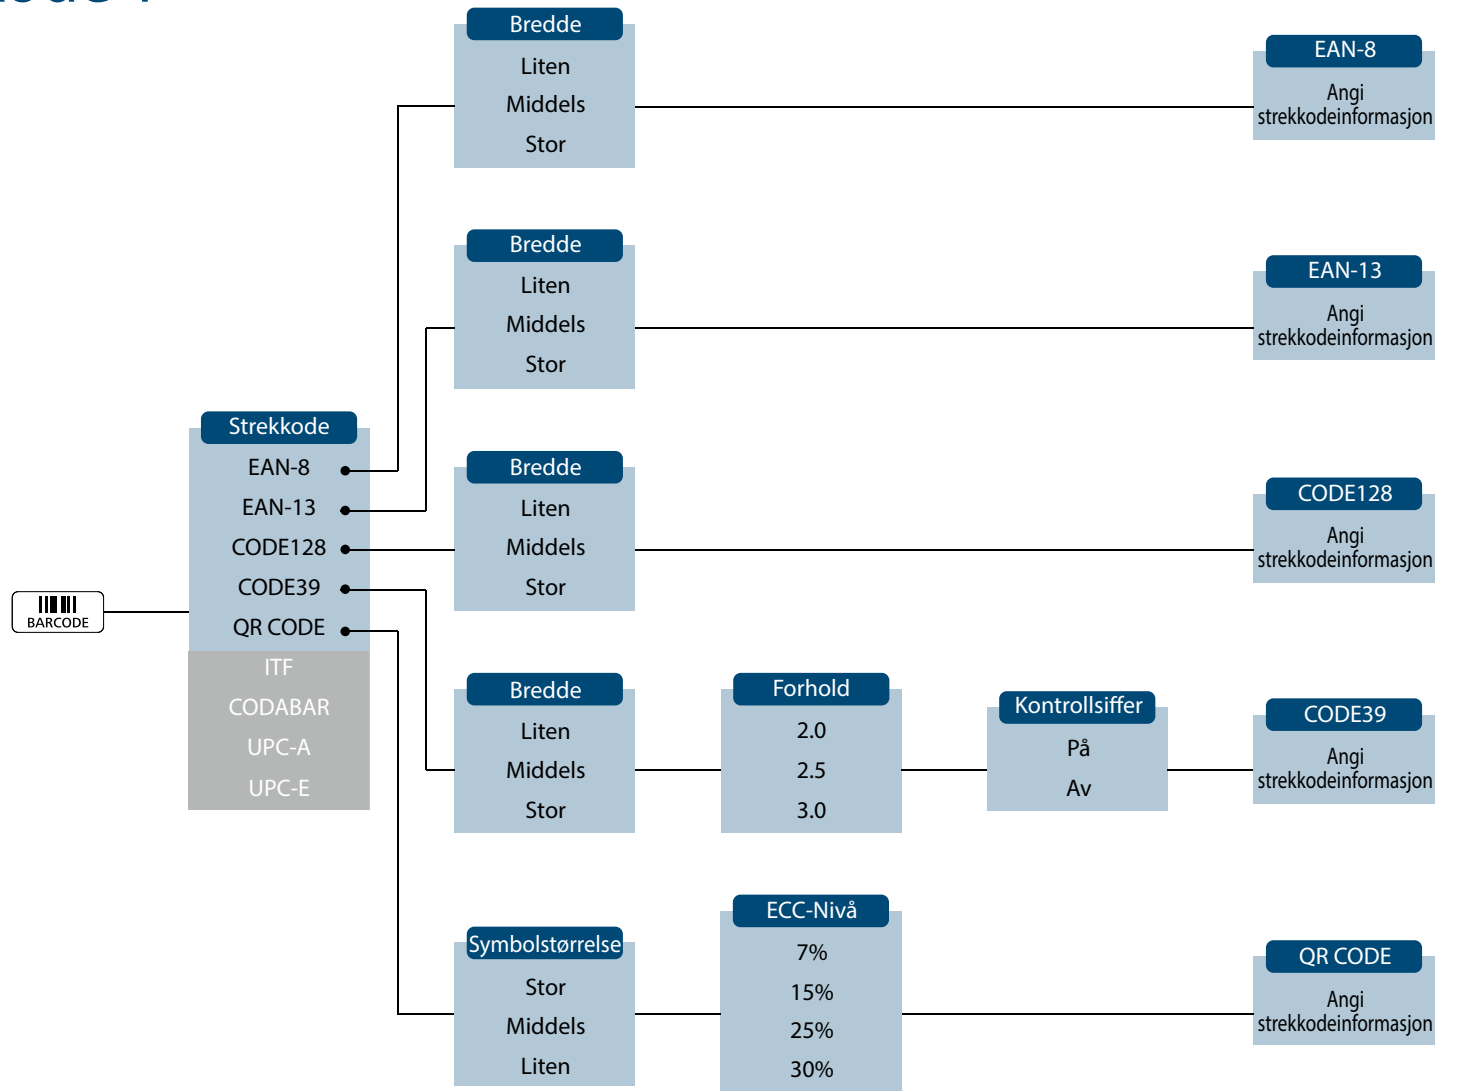 Bredde
Liten
Middels
Stor
EAN-8
Angi
strekkodeinformasjon
Bredde
Liten
Middels
Stor
EAN-13
Angi
strekkodeinformasjon
Strekkode
EAN-8
EAN-13
CODE128
CODE39
QR CODE
ITF
CODABAR
UPC-A
UPC-E
BARCODE
Bredde
Liten
Middels
Stor
CODE128
Angi
strekkodeinformasjon
Bredde
Liten
Middels
Stor
Forhold
2.0
2.5
3.0
Kontrollsiffer
På
Av
CODE39
Angi
strekkodeinformasjon
Symbolstørrelse
Stor
Middels
Liten
ECC-Nivå
7%
15%
25%
30%
QR CODE
Angi
strekkodeinformasjon